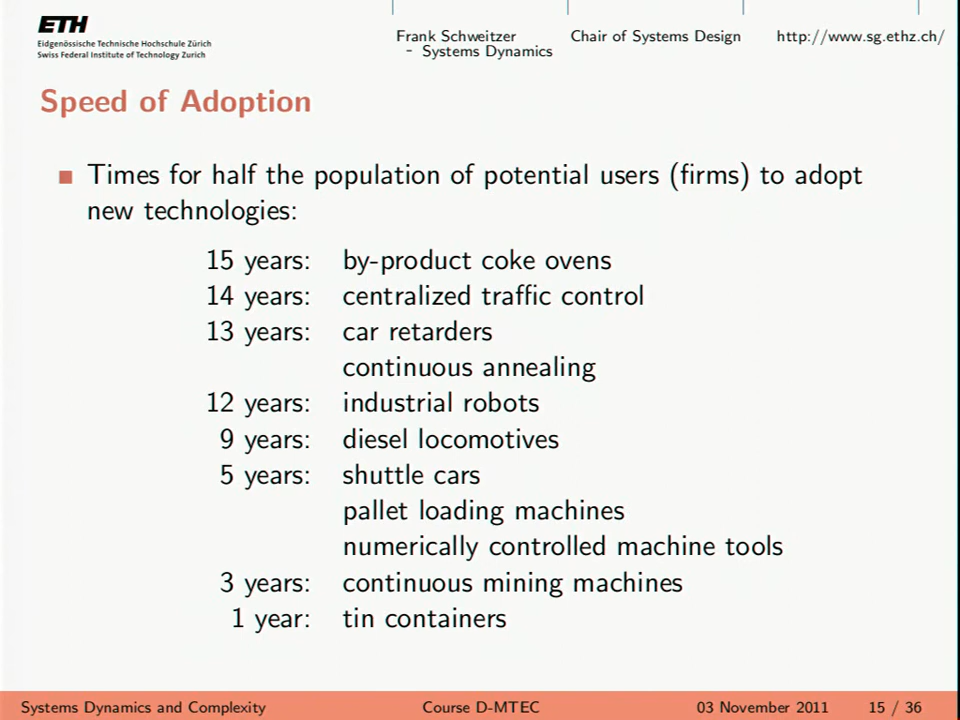 ETH
Eidgenössische Technische Hochschule Zürich
Swiss Federal Institute of Technology Zurich
Frank Schweitzer
- Systems Dynamics
Chair of Systems Design
http://www.sg.ethz.ch/
Speed of Adoption
Times for half the population of potential users (firms) to adopt
new technologies:
15 years: by-product coke ovens
14 years: centralized traffic control
13 years: car retarders
continuous annealing
12 years: industrial robots
9 years: diesel locomotives
5 years: shuttle cars
pallet loading machines
numerically controlled machine tools
3 years: continuous mining machines
1 year: tin containers
Systems Dynamics and Complexity
Course D-MTEC
03 November 2011
15 / 36